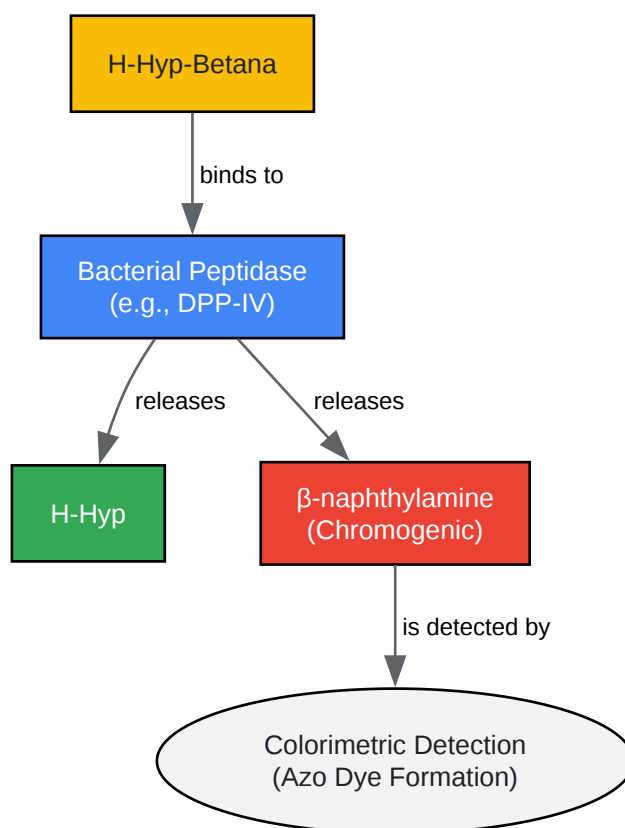 H-Hyp-Betana
binds to
Bacterial Peptidase
(e.g., DPP-IV)
releases
releases
H-Hyp
β-naphthylamine
(Chromogenic)
is detected by
Colorimetric Detection
(Azo Dye Formation)